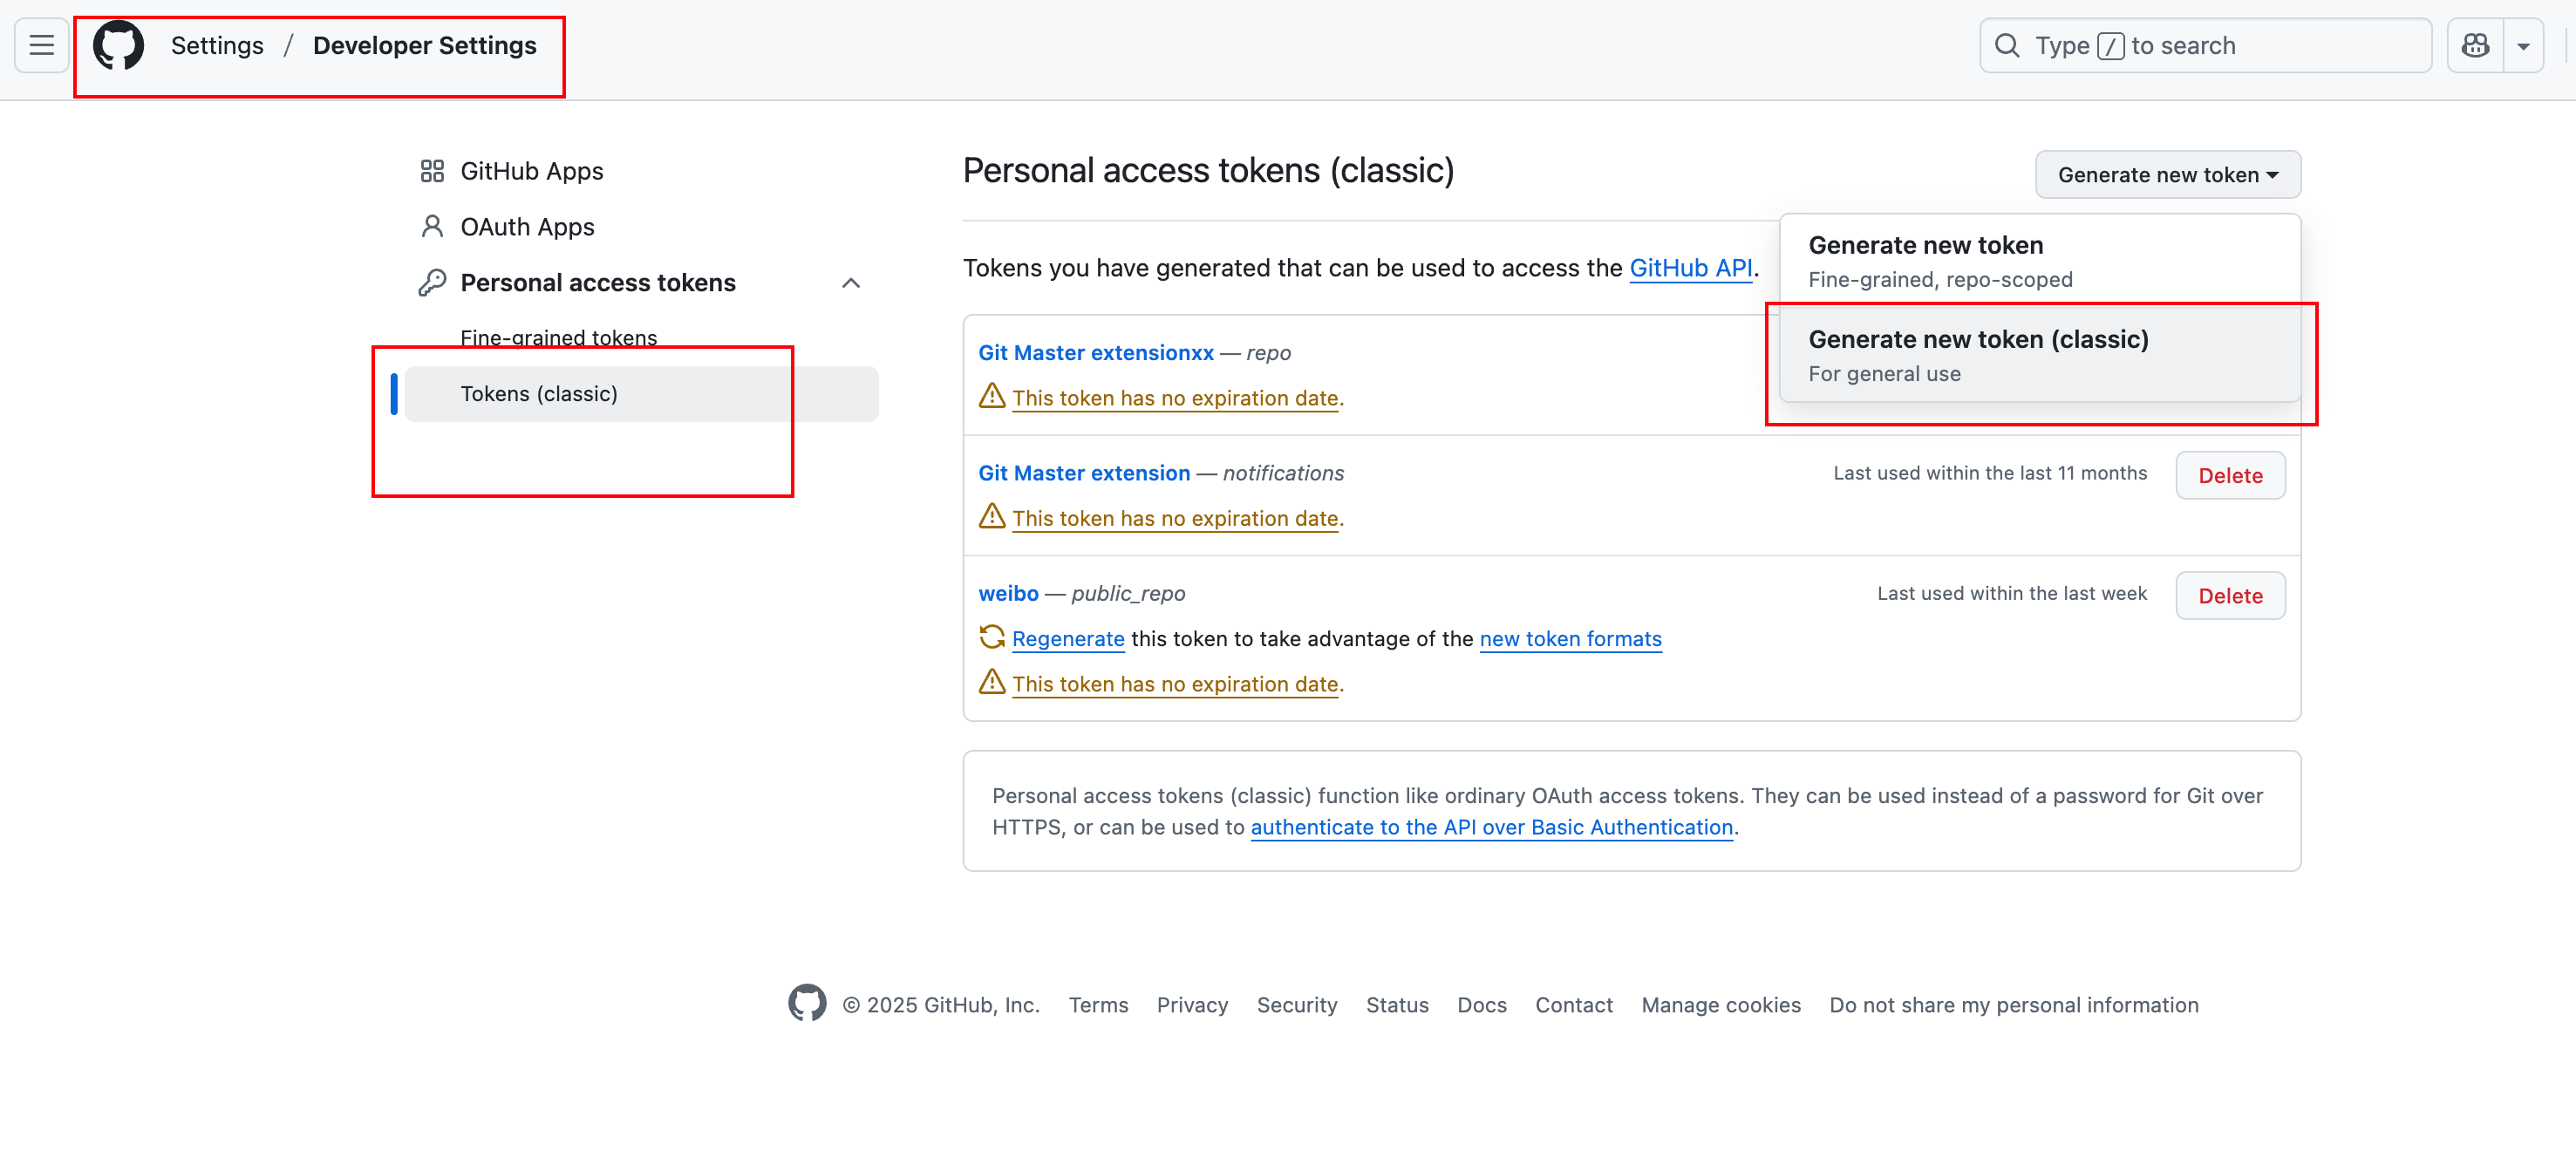 Settings / Developer Settings
Type / to search
GitHub Apps
OAuth Apps
Personal access tokens
Fine-grained tokens
Tokens (classic)
Personal access tokens (classic)
Generate new token
Generate new token
Fine-grained, repo-scoped
Generate new token (classic)
For general use
Tokens you have generated that can be used to access the GitHub API.
Git Master extensionxx — repo
This token has no expiration date.
Git Master extension — notifications
Last used within the last 11 months
Delete
This token has no expiration date.
weibo — public_repo
Last used within the last week
Delete
Regenerate this token to take advantage of the new token formats
This token has no expiration date.
Personal access tokens (classic) function like ordinary OAuth access tokens. They can be used instead of a password for Git over
HTTPS, or can be used to authenticate to the API over Basic Authentication.
© 2025 GitHub, Inc. Terms Privacy Security Status Docs Contact Manage cookies Do not share my personal information